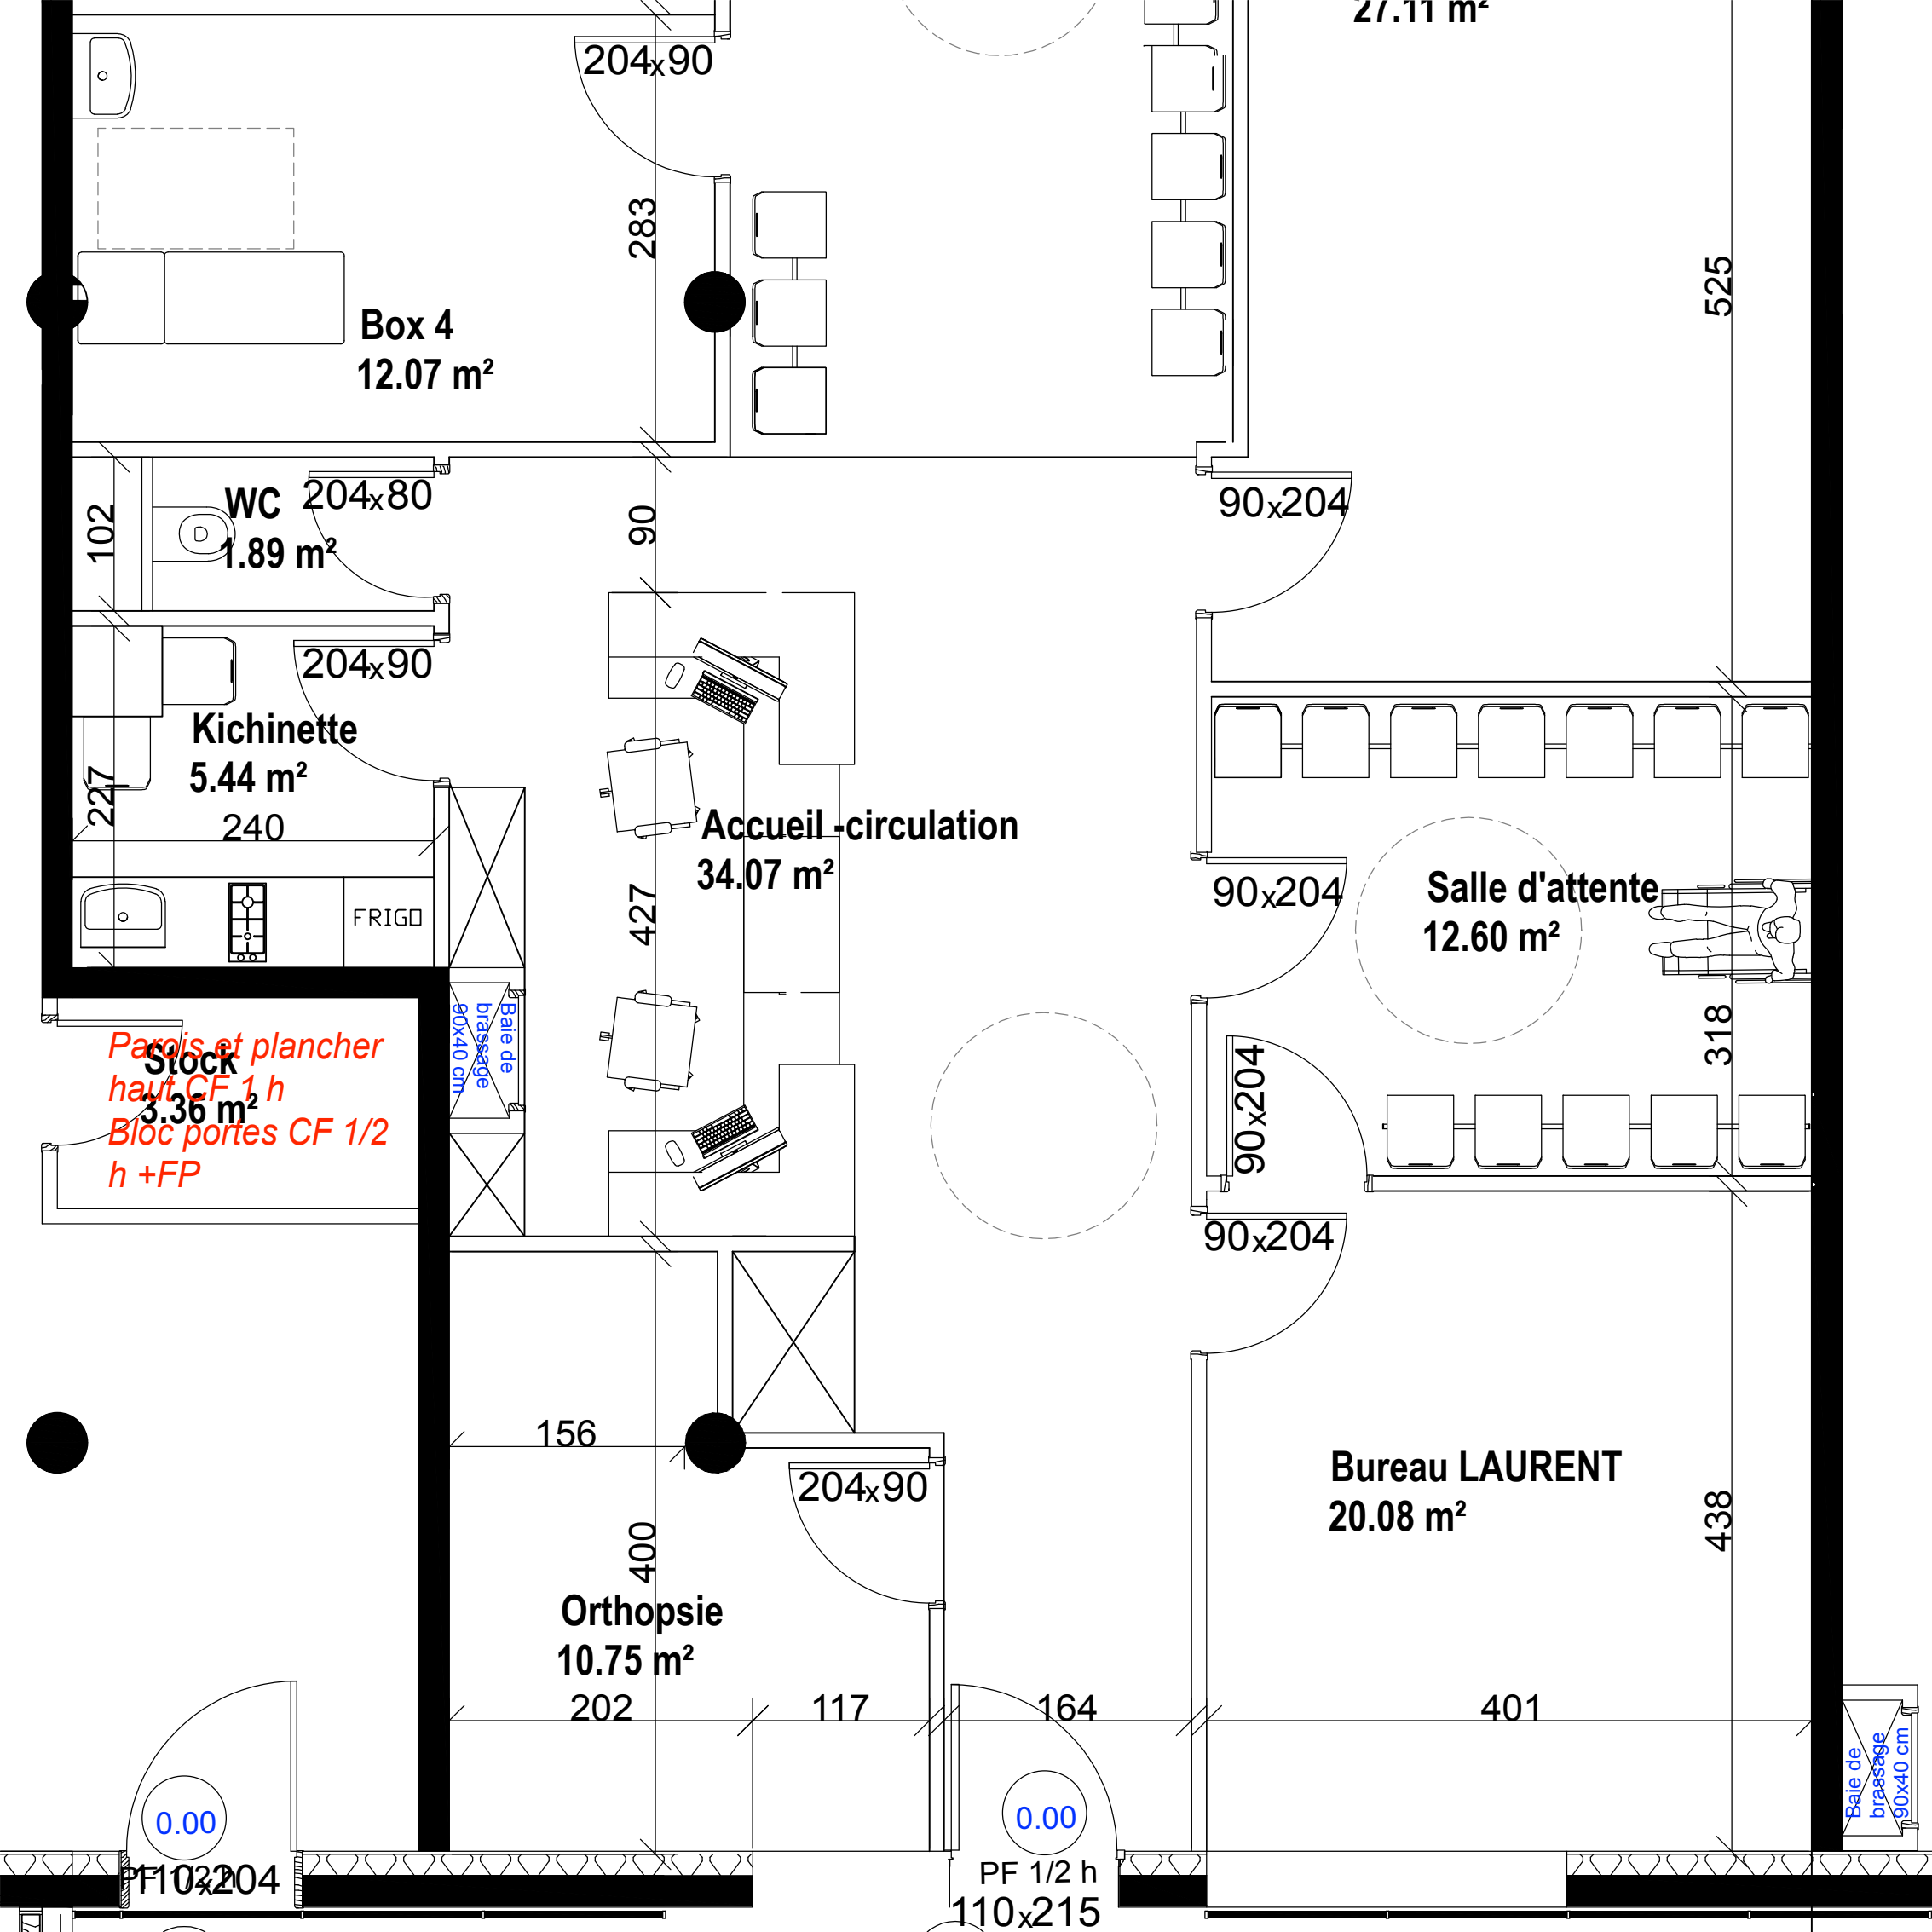 27.11 m²
204x90
283
525
Box 4
12.07 m²
WC
1.89 m²
204x80
102
90
90x204
204x90
Kichinette
5.44 m²
227
240
FRIGO
Accueil -circulation
34.07 m²
427
90x204
Salle d'attente
12.60 m²
318
Baie de
brassage
90x40 cm
Stock
3.36 m²
Parois et plancher
haut CF 1 h
Bloc portes CF 1/2
h +FP
90x204
90x204
156
204x90
400
Bureau LAURENT
20.08 m²
438
Orthopsie
10.75 m²
202
117
164
401
Baie de
brassage
90x40 cm
0.00
0.00
PF 1/2 h
110x204
PF 1/2 h
110x215